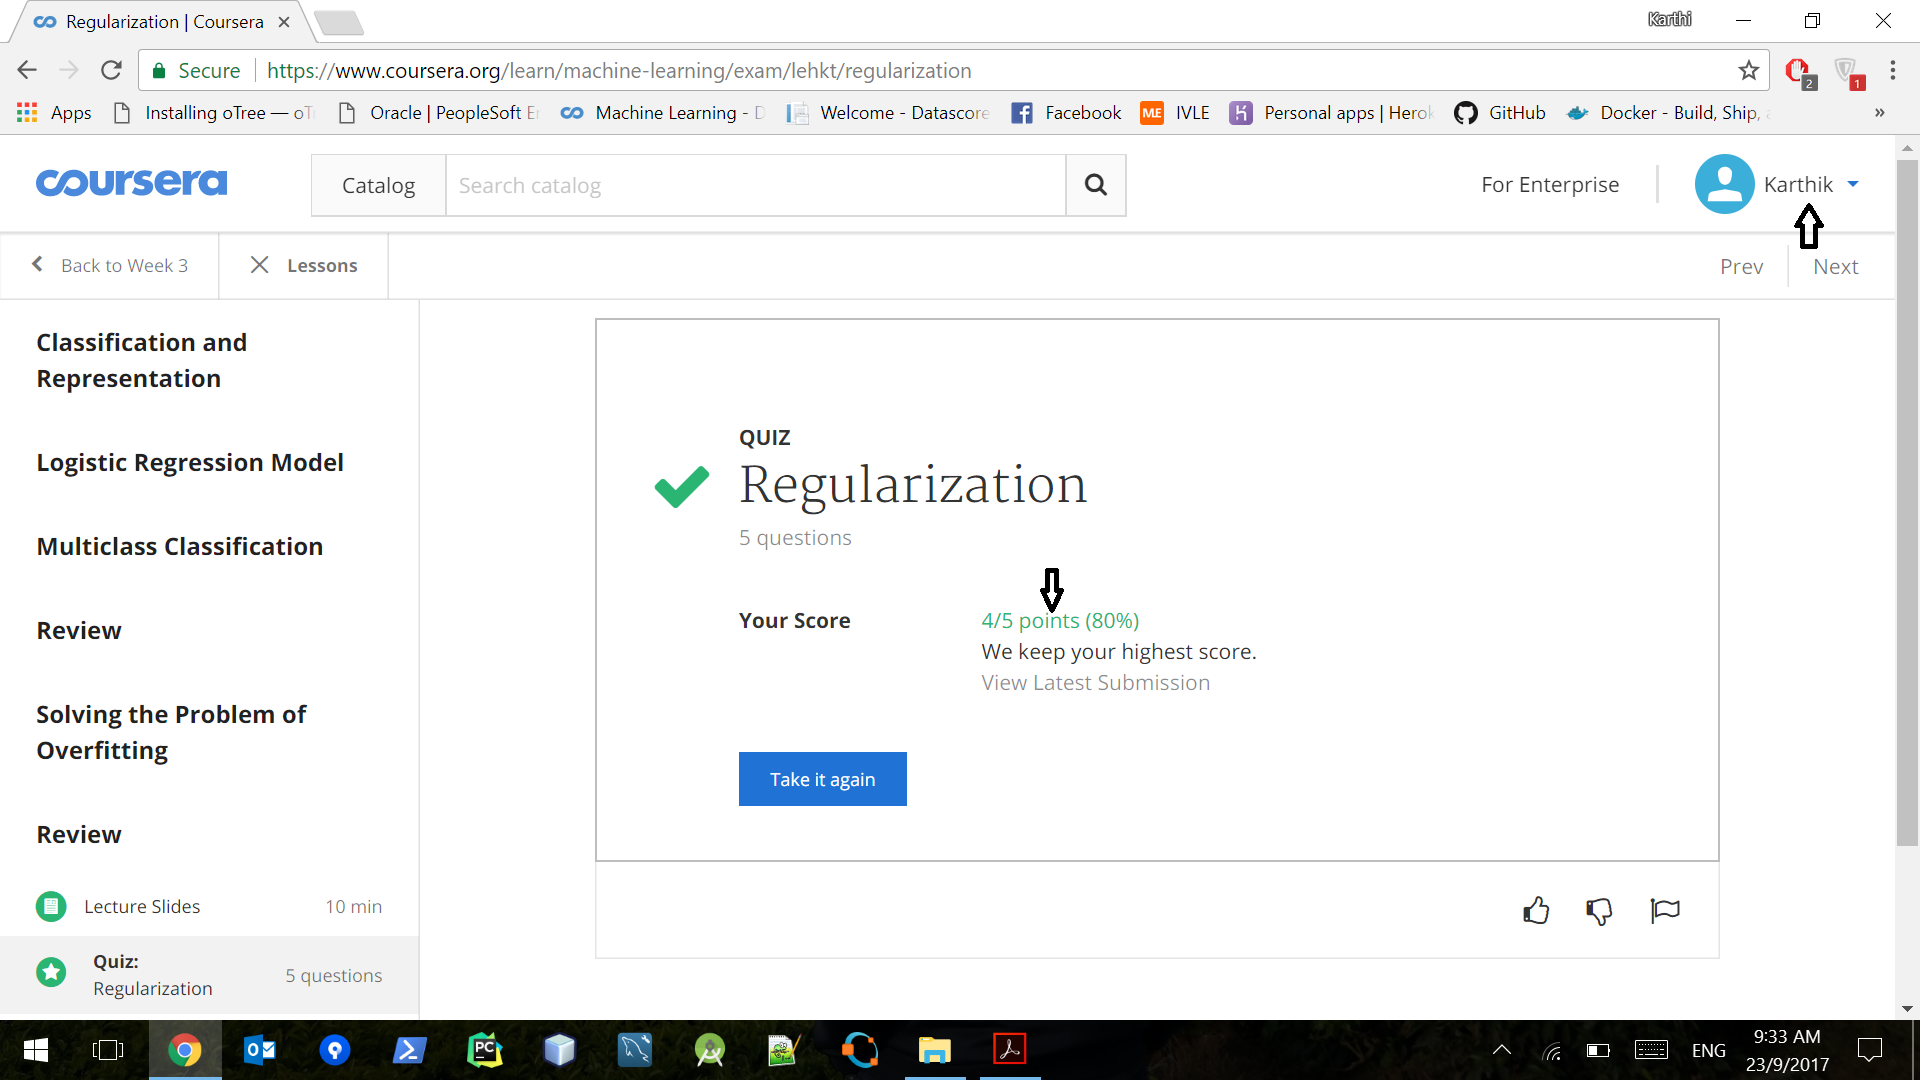 Regularization | Coursera
Karthi
Secure
https://www.coursera.org/learn/machine-learning/exam/lehkt/regularization
2
1
Apps
Installing oTree — oT
Oracle | PeopleSoft E
Machine Learning - D
Welcome - Datascore
Facebook
ME
IVLE
Personal apps | Herok
GitHub
Docker - Build, Ship,
»
coursera
Catalog
Search catalog
For Enterprise
Karthik
Back to Week 3
Lessons
Prev
Next
Classification and
Representation
Logistic Regression Model
Multiclass Classification
Review
Solving the Problem of
Overfitting
Review
Lecture Slides
10 min
Quiz:
Regularization
5 questions
QUIZ
Regularization
5 questions
Your Score
4/5 points (80%)
We keep your highest score.
View Latest Submission
Take it again
PC
ENG
9:33 AM
23/9/2017